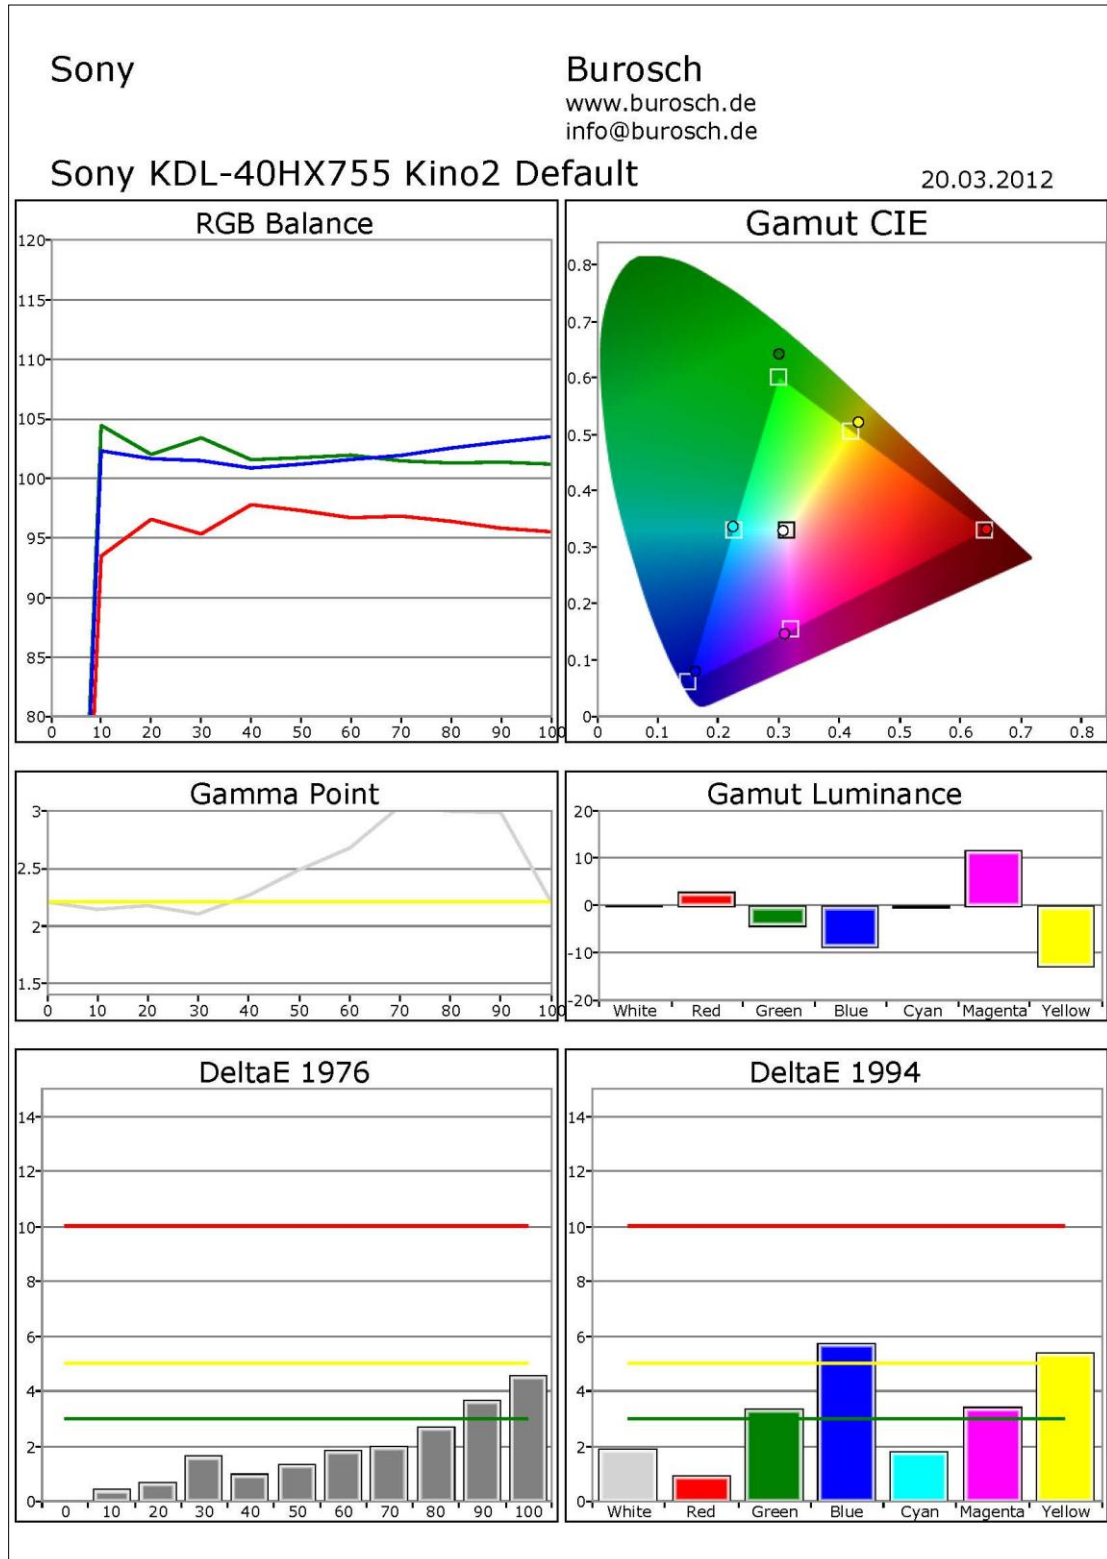 Sony
Burosch
www.burosch.de
info@burosch.de
Sony KDL-40HX755 Kino2 Default
20.03.2012
RGB Balance
120
115
110
105
100
95
90
85
80
0 10 20 30 40 50 60 70 80 90 100
Gamut CIE
0.8
0.7
0.6
0.5
0.4
0.3
0.2
0.1
0
0 0.1 0.2 0.3 0.4 0.5 0.6 0.7 0.8
Gamma Point
3
2.5
2
1.5
0 10 20 30 40 50 60 70 80 90 100
Gamut Luminance
20
10
0
-10
-20
White Red Green Blue Cyan Magenta Yellow
DeltaE 1976
14
12
10
8
6
4
2
0
0 10 20 30 40 50 60 70 80 90 100
DeltaE 1994
14
12
10
8
6
4
2
0
White Red Green Blue Cyan Magenta Yellow